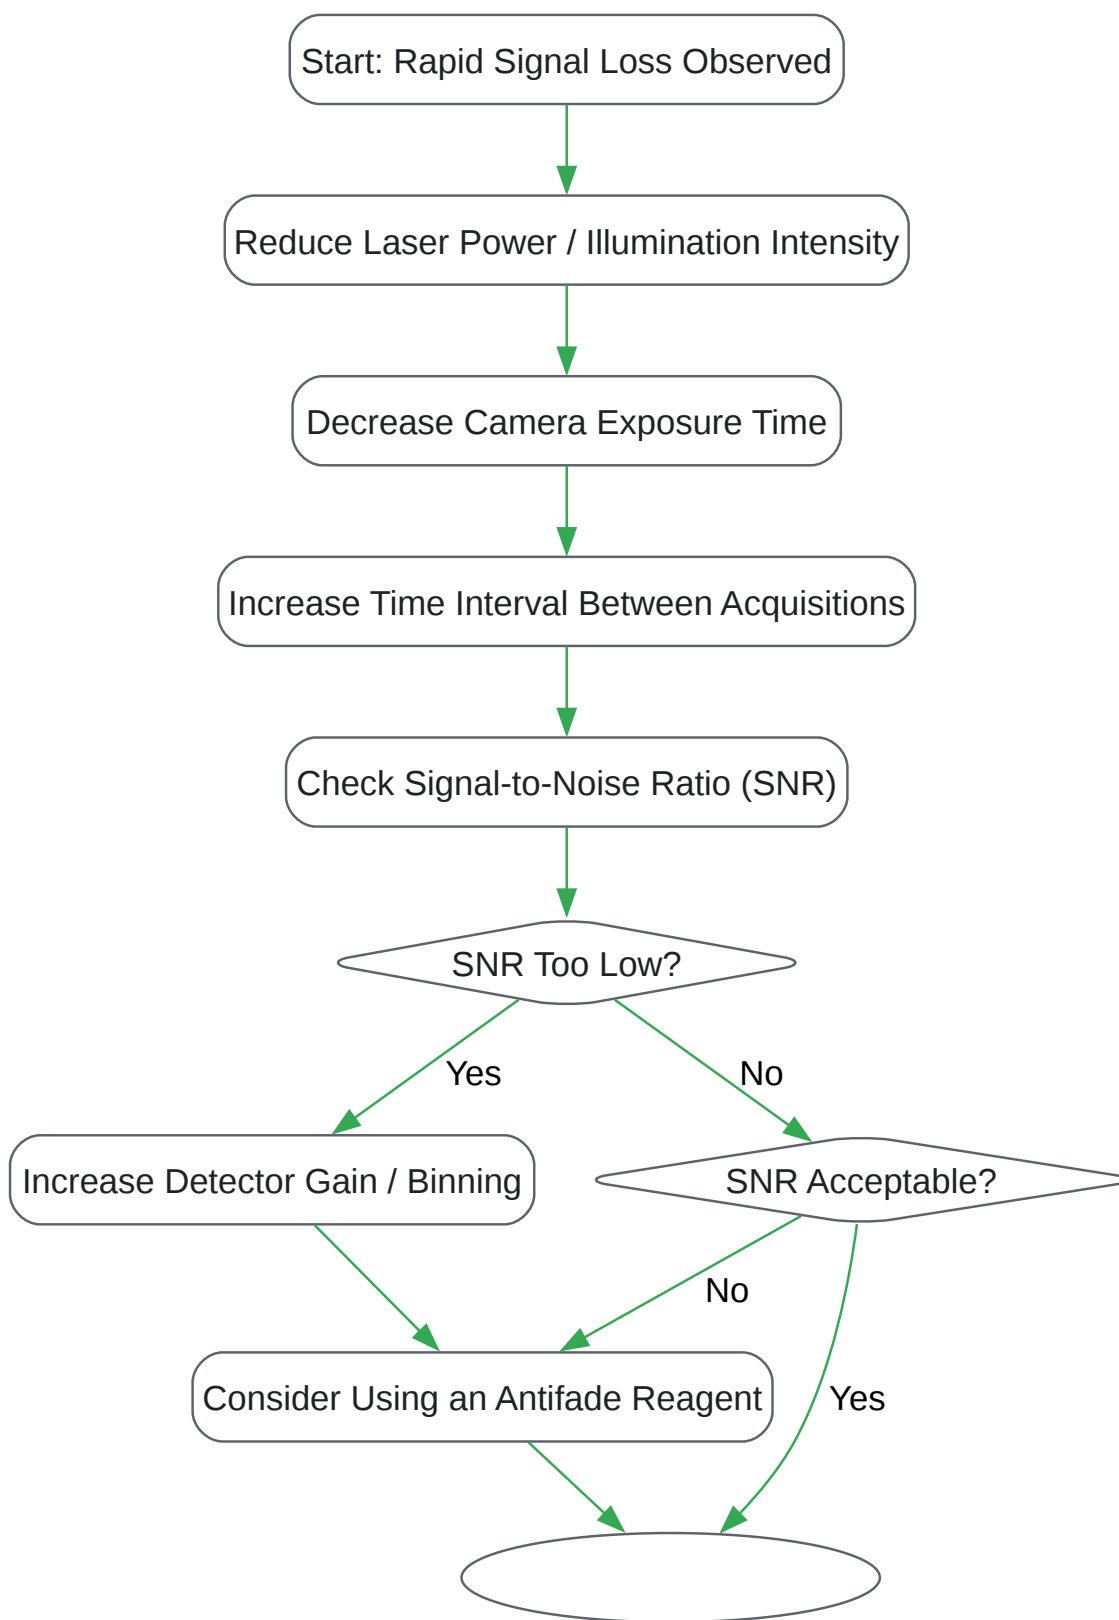 Start: Rapid Signal Loss Observed
Reduce Laser Power / Illumination Intensity
Decrease Camera Exposure Time
Increase Time Interval Between Acquisitions
Check Signal-to-Noise Ratio (SNR)
SNR Too Low?
Yes
No
Increase Detector Gain / Binning
SNR Acceptable?
No
Consider Using an Antifade Reagent
Yes